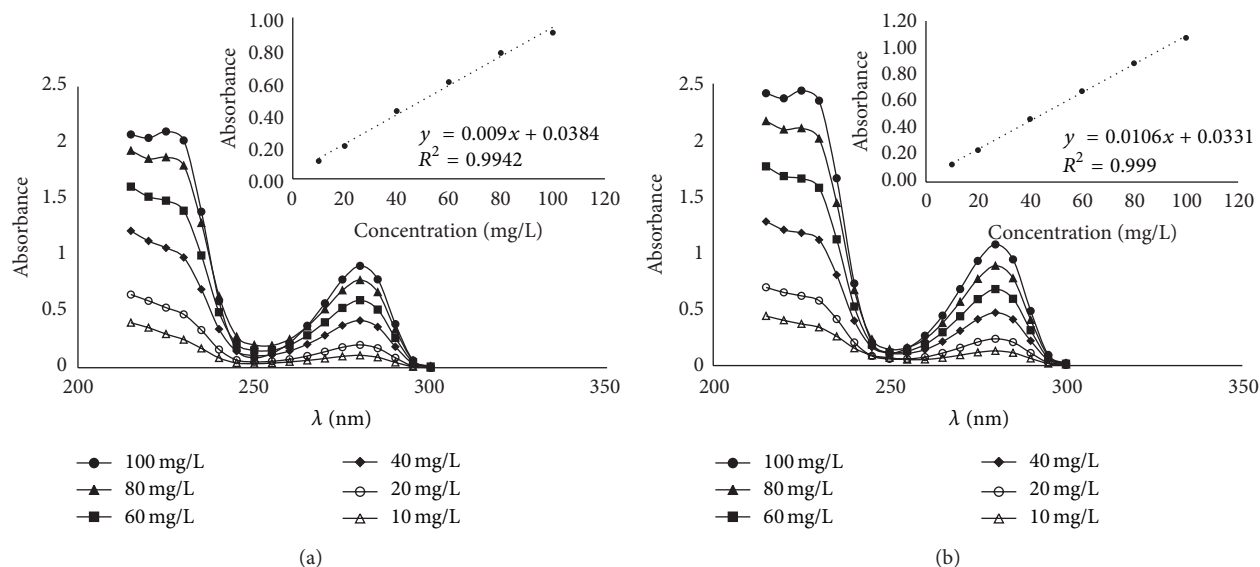 1.00
0.80
0.60
0.40
0.20
0.00
Absorbance
y = 0.009x + 0.0384
R² = 0.9942
0 20 40 60 80 100 120
Concentration (mg/L)
2.5
2
1.5
1
0.5
0
Absorbance
200 250 300 350
λ (nm)
100 mg/L
80 mg/L
60 mg/L
40 mg/L
20 mg/L
10 mg/L
(a)
1.20
1.00
0.80
0.60
0.40
0.20
0.00
Absorbance
y = 0.0106x + 0.0331
R² = 0.999
0 20 40 60 80 100 120
Concentration (mg/L)
2.5
2
1.5
1
0.5
0
Absorbance
200 250 300 350
λ (nm)
100 mg/L
80 mg/L
60 mg/L
40 mg/L
20 mg/L
10 mg/L
(b)